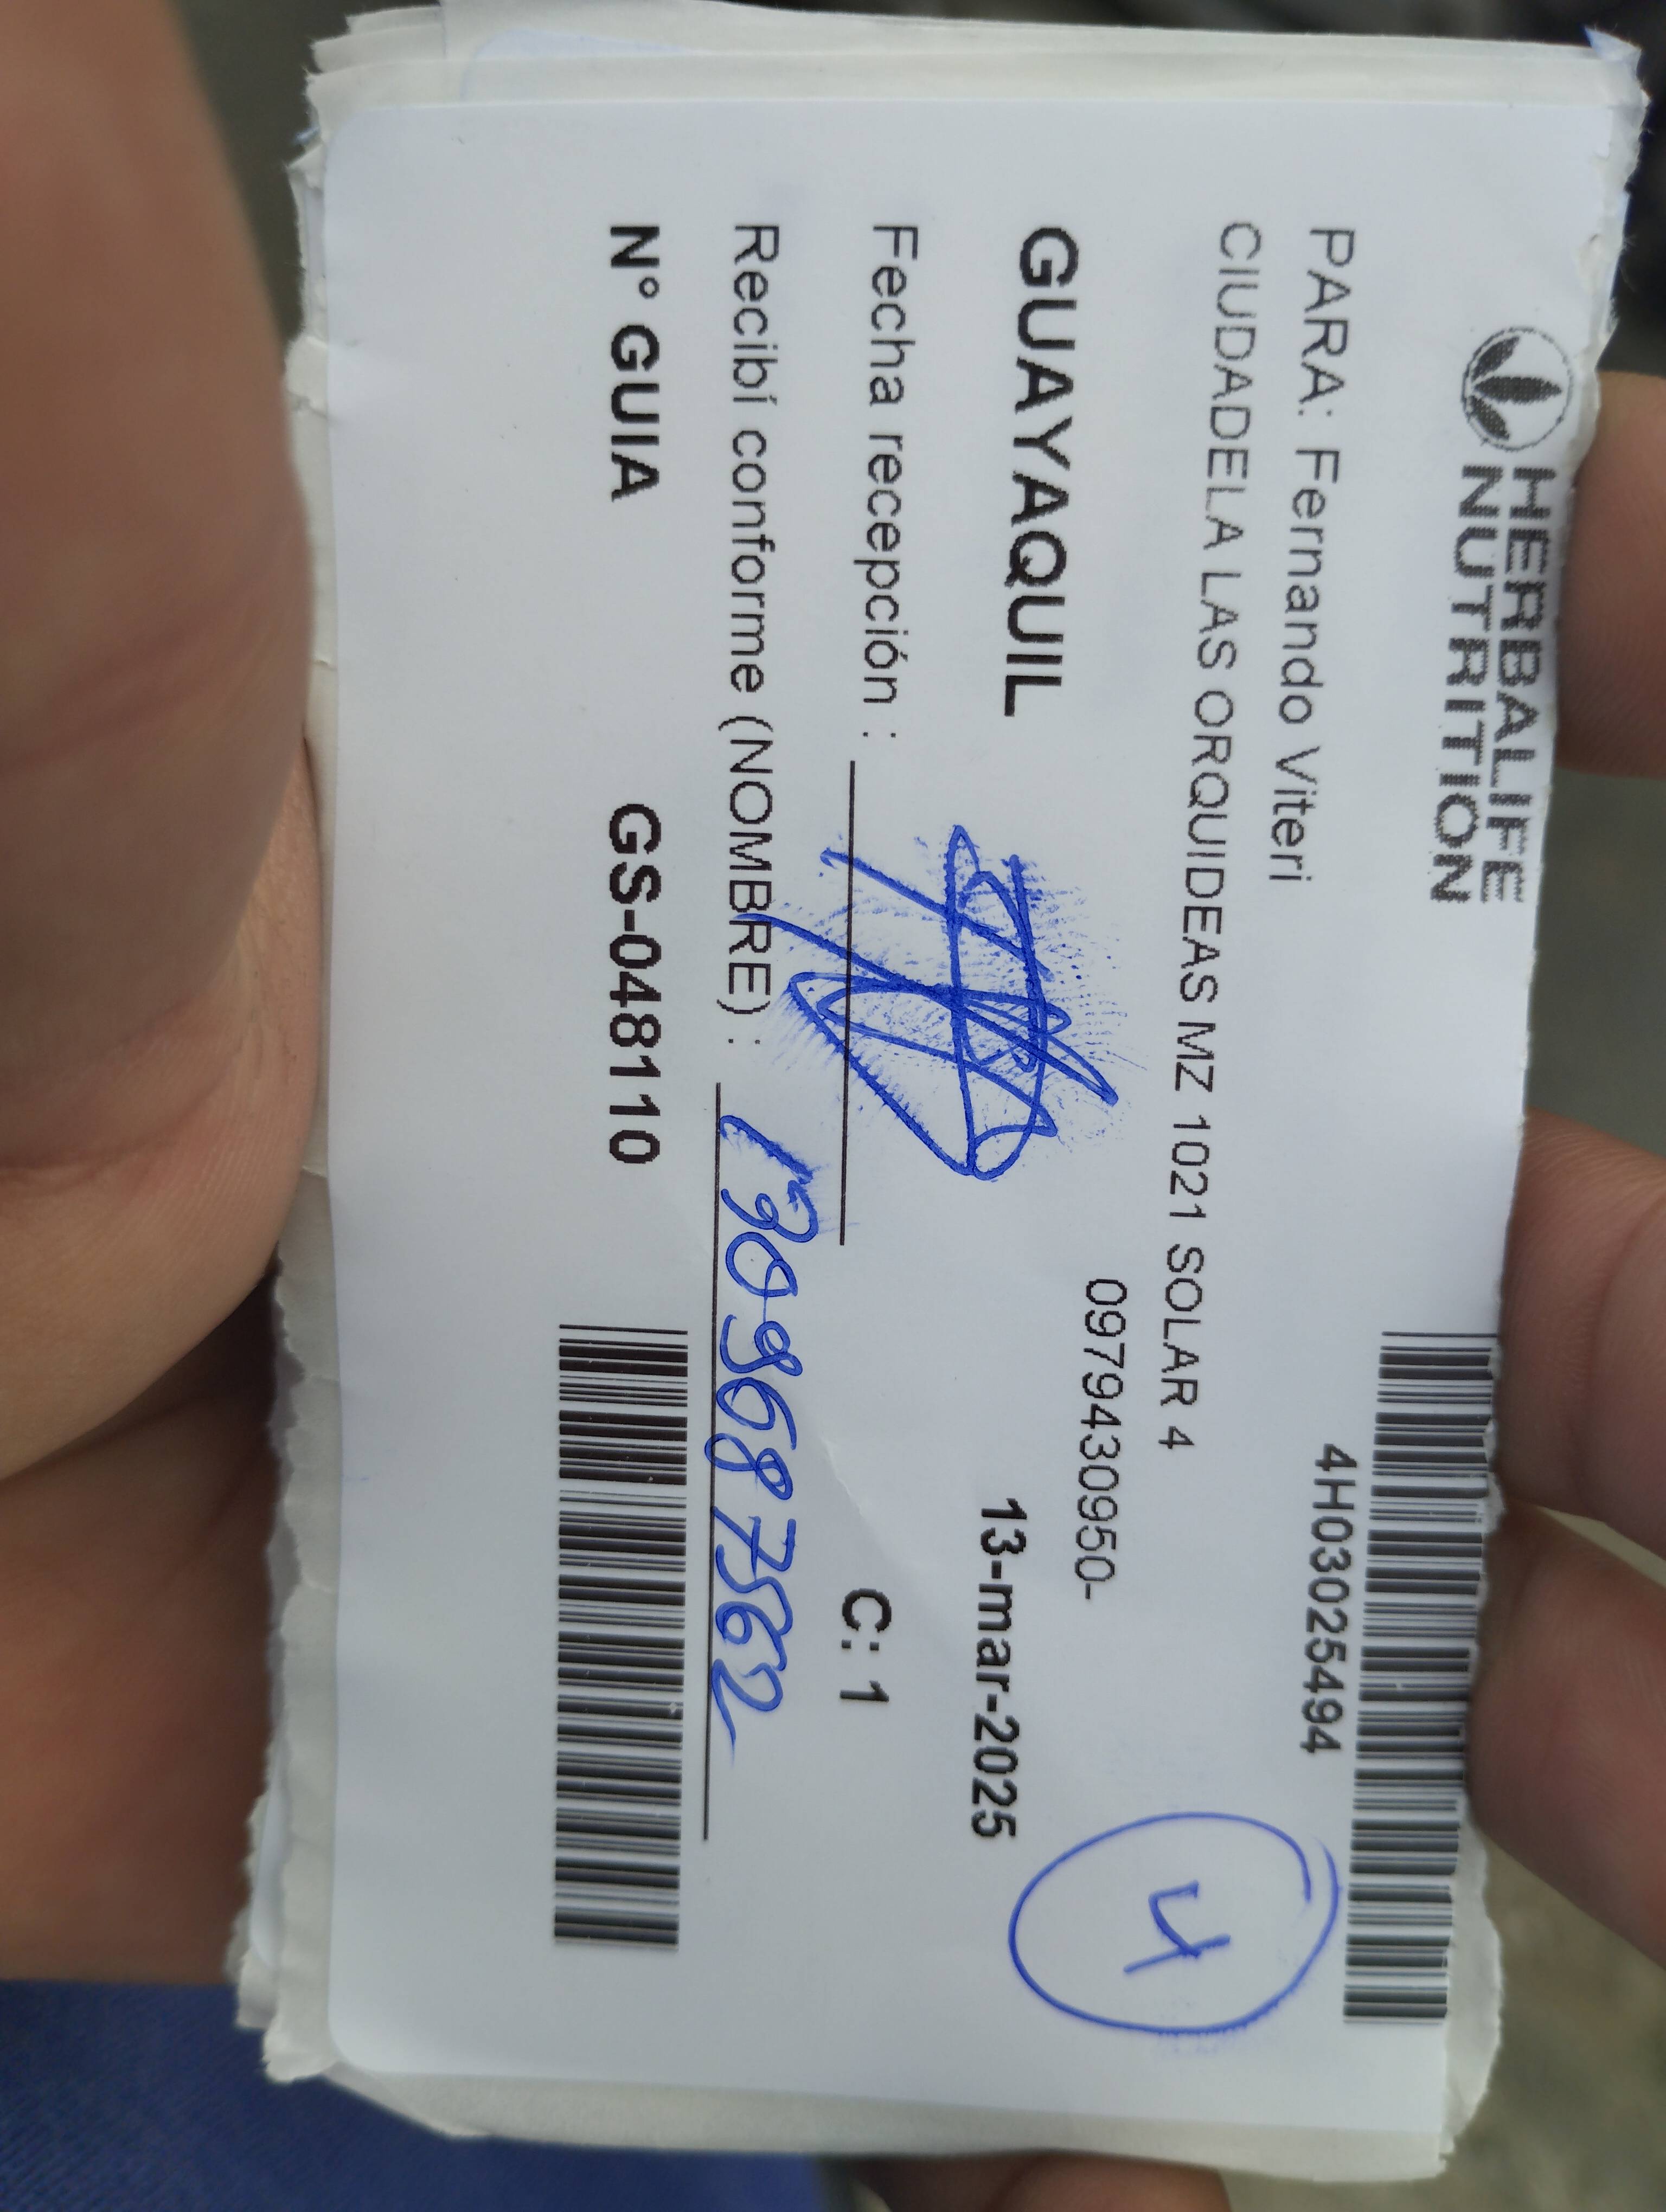 HERBALIFE
NUTRITION
4H03025494
PARA: Fernando Viteri
CIUDADELA LAS ORQUIDEAS MZ 1021 SOLAR 4
4
0979430950-
GUAYAQUIL
13-mar-2025
Fecha recepción :
C: 1
Recibí conforme (NOMBRE) :
N° GUIA
GS-048110